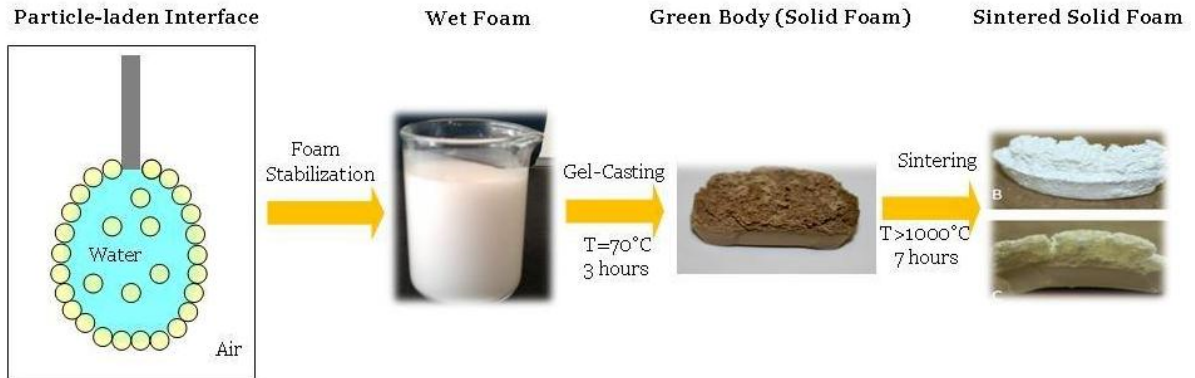 Particle-laden Interface
Wet Foam
Green Body (Solid Foam)
Sintered Solid Foam
Water
Air
Foam
Stabilization
Gel-Casting
T=70°C
3 hours
Sintering
T>1000°C
7 hours
B
C